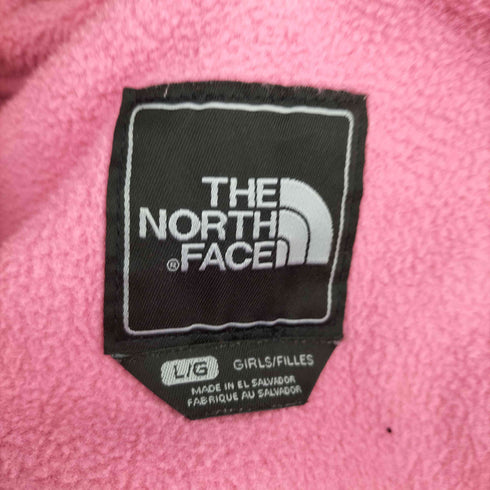 THE
NORTH
® FACE
L/G GIRLS/FILLES
MADE IN EL SALVADOR
FABRIQUE AU SALVADOR